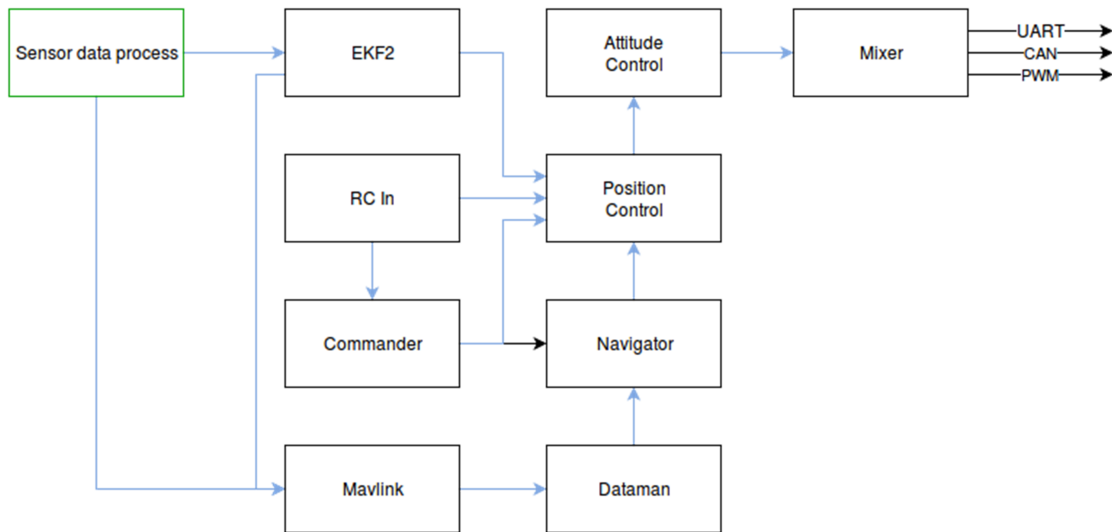 Sensor data process
EKF2
Attitude
Control
Mixer
UART
CAN
PWM
RC In
Position
Control
Commander
Navigator
Mavlink
Dataman